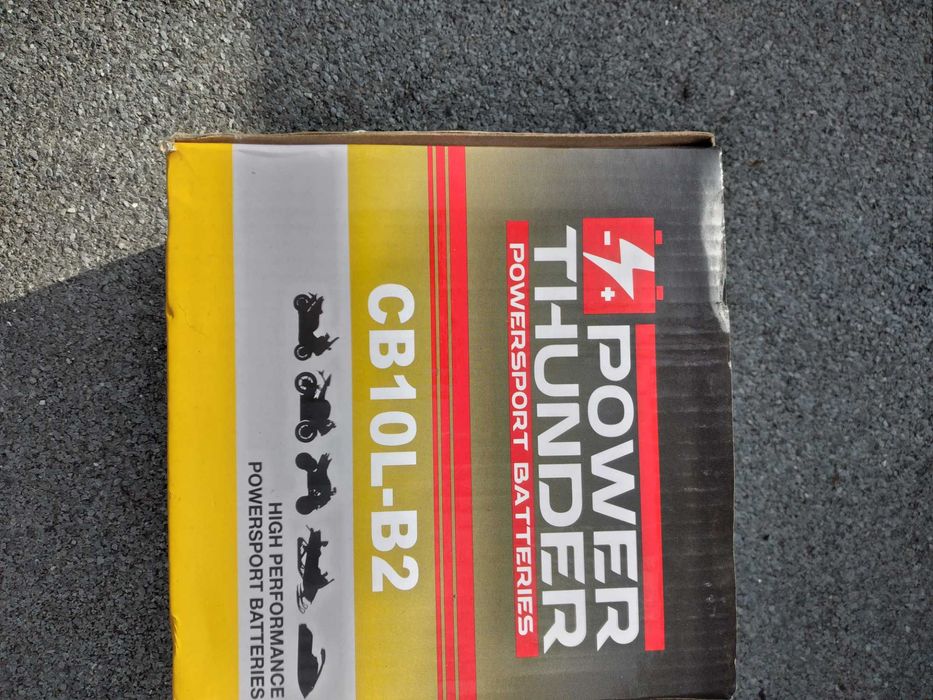 POWER
THUNDER
POWERSPORT BATTERIES
CB10L-B2
HIGH PERFORMANCE
POWERSPORT BATTERIES